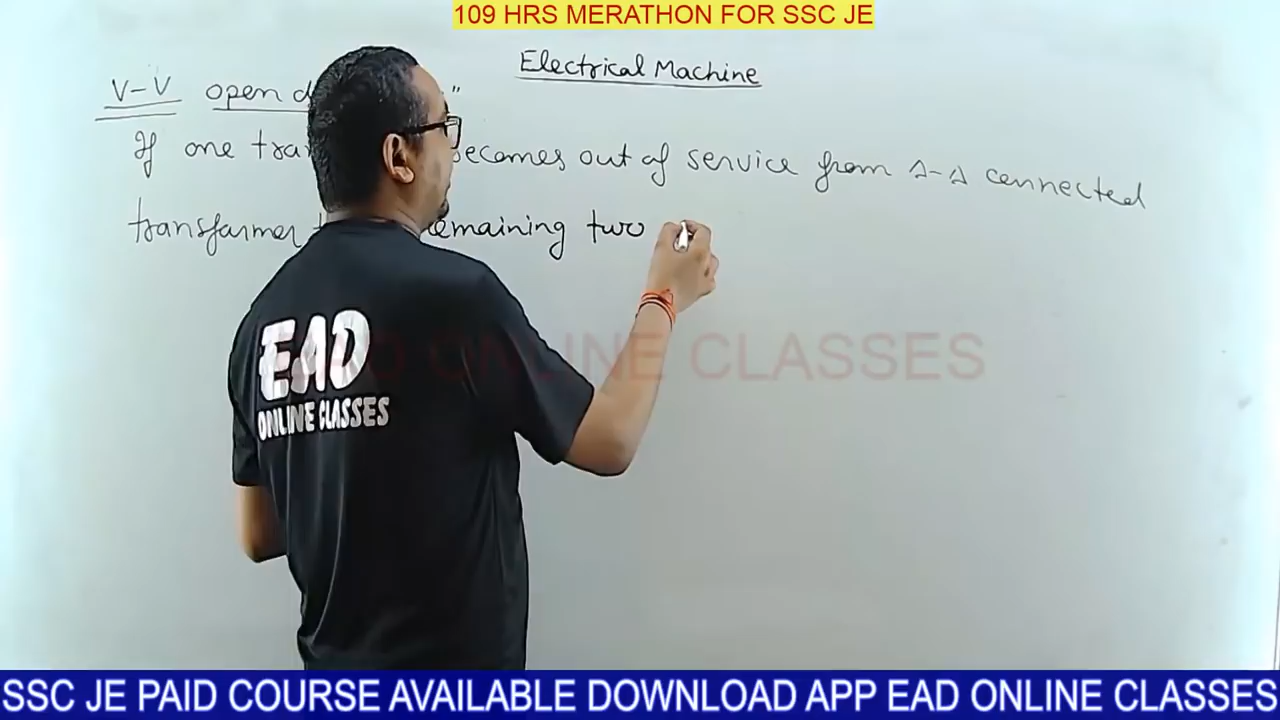 109 HRS MERATHON FOR SSC JE
Electrical Machine
V-V open d "
If one tra ecomes out of service from Δ-Δ connected
transformer t emaining two
EAD
ONLINE CLASSES
ONLINE CLASSES
SSC JE PAID COURSE AVAILABLE DOWNLOAD APP EAD ONLINE CLASSES